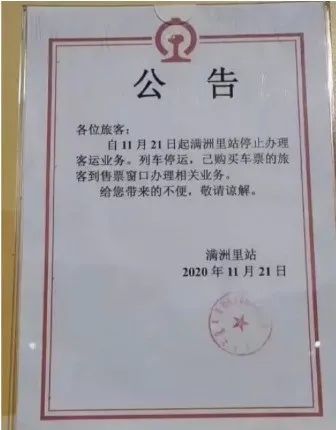 公告
各位旅客：
自11月21日起满洲里站停止办理
客运业务。列车停运，已购买车票的旅
客到售票窗口办理相关业务。
给您带来的不便，敬请谅解。
满洲里站
2020年11月21日